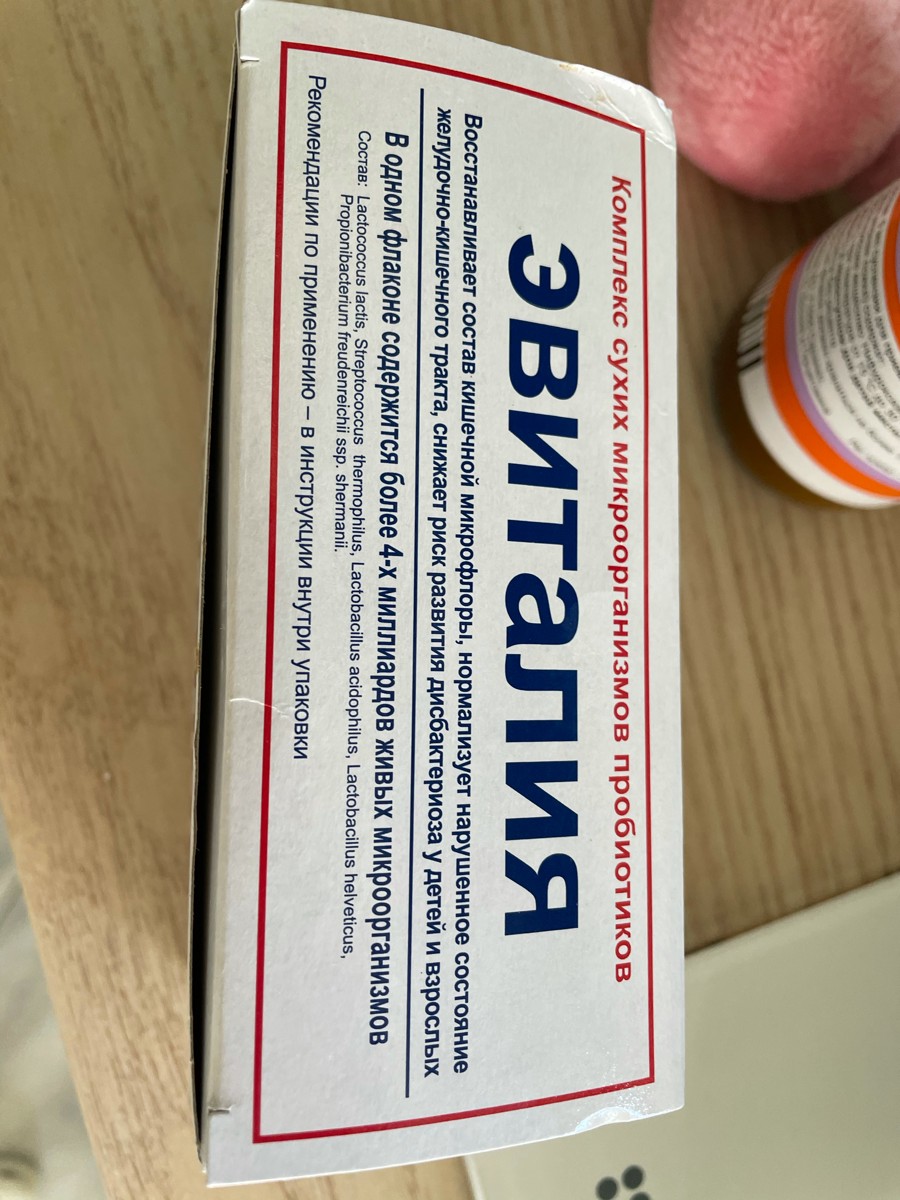 Комплекс сухих микроорганизмов пробиотиков
ЭВИТАЛИЯ
Восстанавливает состав кишечной микрофлоры, нормализует нарушенное состояние
желудочно-кишечного тракта, снижает риск развития дисбактериоза у детей и взрослых
В одном флаконе содержится более 4-х миллиардов живых микроорганизмов
Состав: Lactococcus lactis, Streptococcus thermophilus, Lactobacillus acidophilus, Lactobacillus helveticus,
Propionibacterium freudenreichii ssp. shermanii.
Рекомендации по применению – в инструкции внутри упаковки